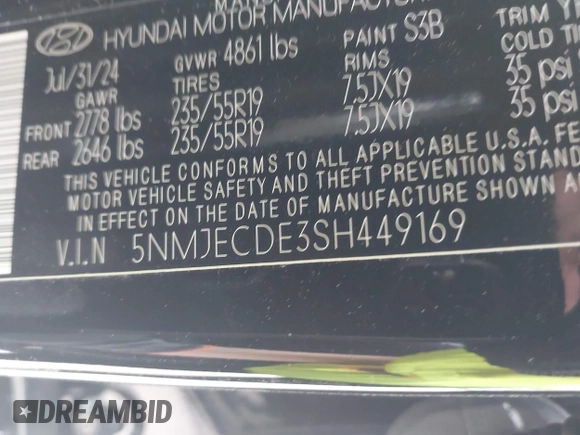 HYUNDAI MOTOR MANUFAC
Jul/31/24 GVWR 4861 lbs PAINT S3B TRIM
GAWR TIRES RIMS COLD
FRONT 2778 lbs 235/55R19 7.5JX19 35 psi
REAR 2646 lbs 235/55R19 7.5JX19 35 psi
THIS VEHICLE CONFORMS TO ALL APPLICABLE U.S.A. FE
MOTOR VEHICLE SAFETY AND THEFT PREVENTION STAND
IN EFFECT ON THE DATE OF MANUFACTURE SHOWN A
V.I.N 5NMJECDE3SH449169
DREAMBID